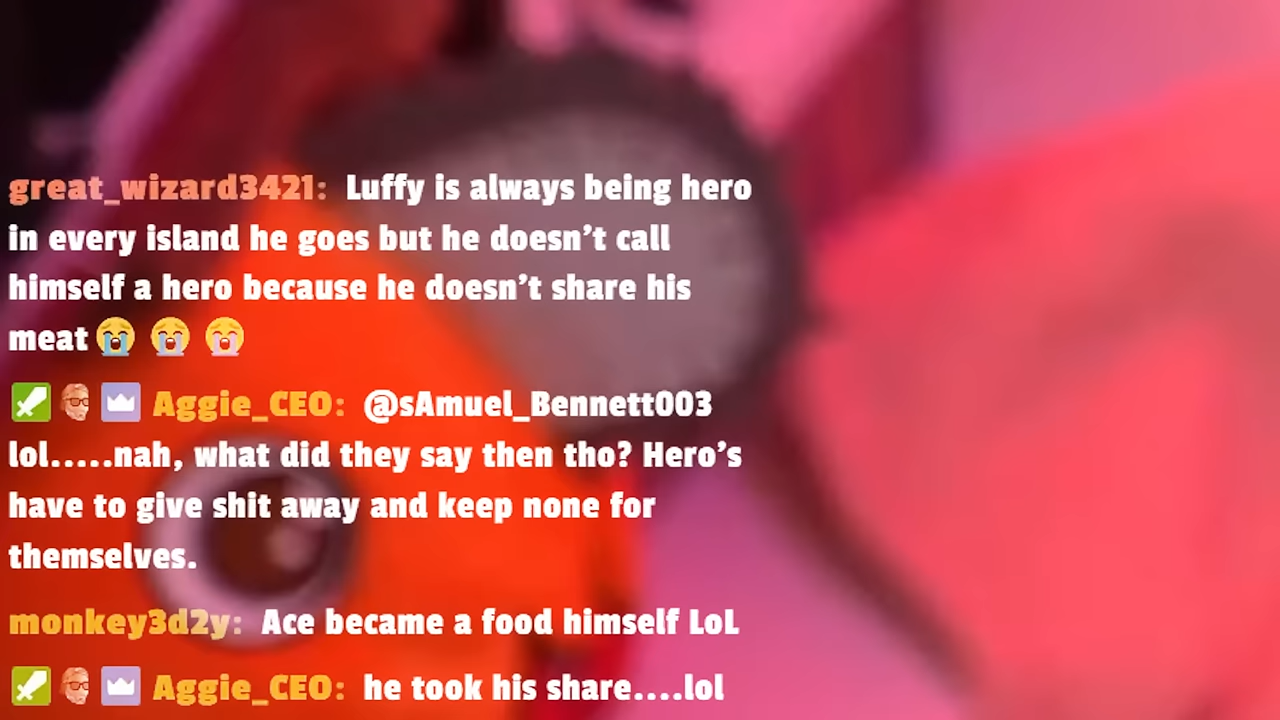 great_wizard3421: Luffy is always being hero
in every island he goes but he doesn't call
himself a hero because he doesn't share his
meat😭 😭 😭
Aggie_CEO: @sAmuel_Bennett003
lol.....nah, what did they say then tho? Hero's
have to give shit away and keep none for
themselves.
monkey3d2y: Ace became a food himself LoL
Aggie_CEO: he took his share....lol